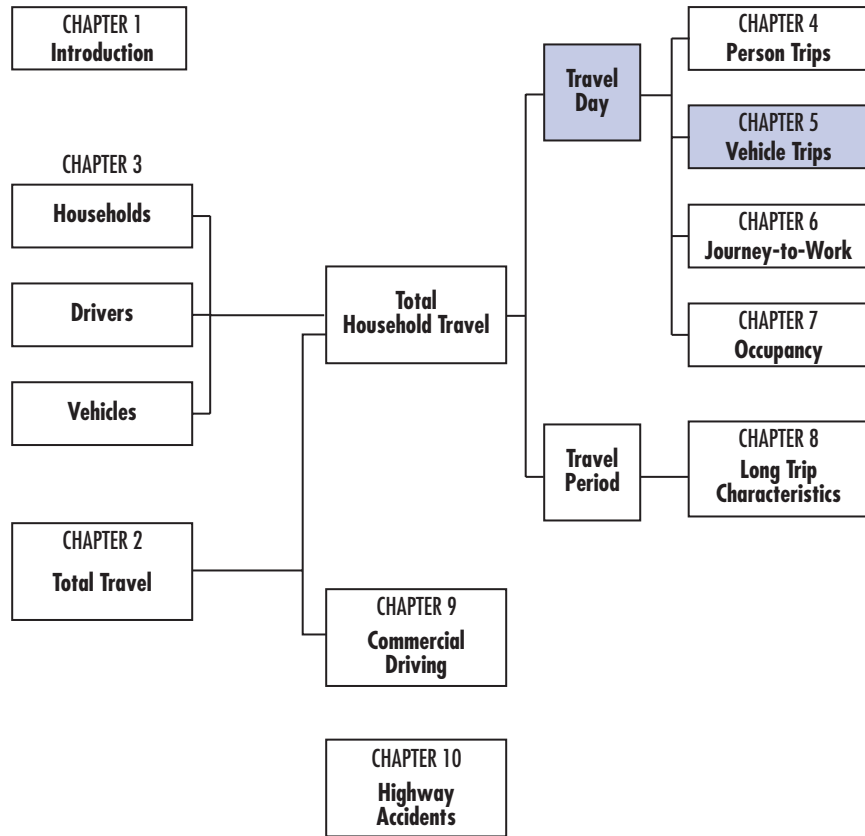 CHAPTER 1
Introduction
CHAPTER 3
Households
Drivers
Vehicles
CHAPTER 2
Total Travel
Total
Household Travel
CHAPTER 9
Commercial
Driving
CHAPTER 10
Highway
Accidents
Travel
Day
Travel
Period
CHAPTER 4
Person Trips
CHAPTER 5
Vehicle Trips
CHAPTER 6
Journey-to-Work
CHAPTER 7
Occupancy
CHAPTER 8
Long Trip
Characteristics